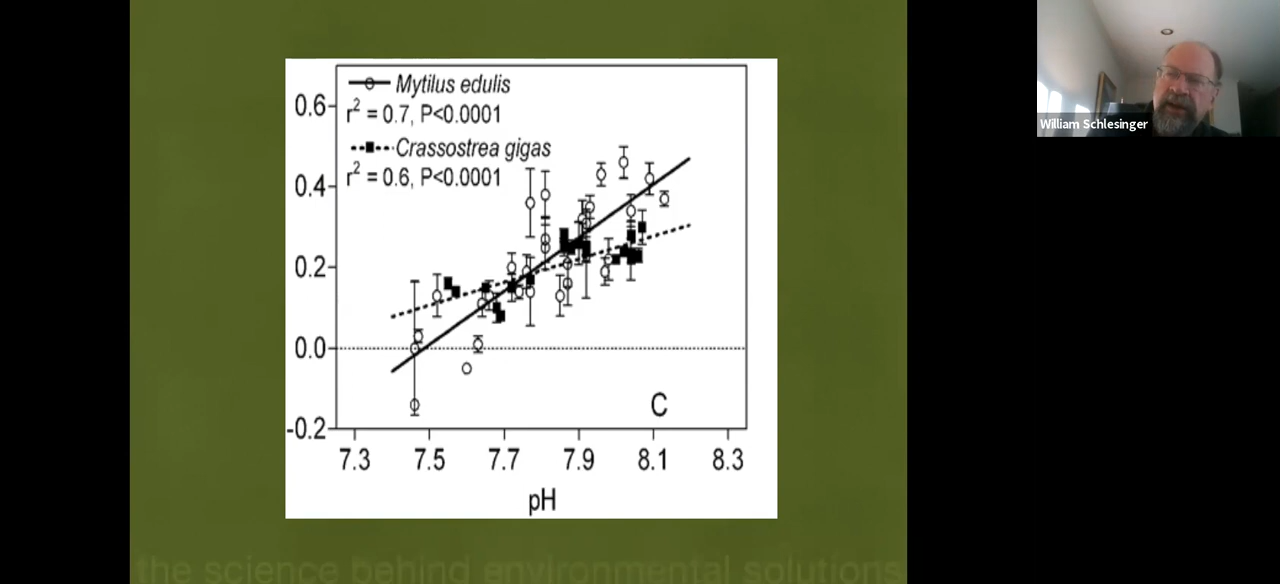 Mytilus edulis
r² = 0.7, P<0.0001
Crassostrea gigas
r² = 0.6, P<0.0001
0.6
0.4
0.2
0.0
-0.2
C
7.3 7.5 7.7 7.9 8.1 8.3
pH
the science behind environmental solutions
William Schlesinger